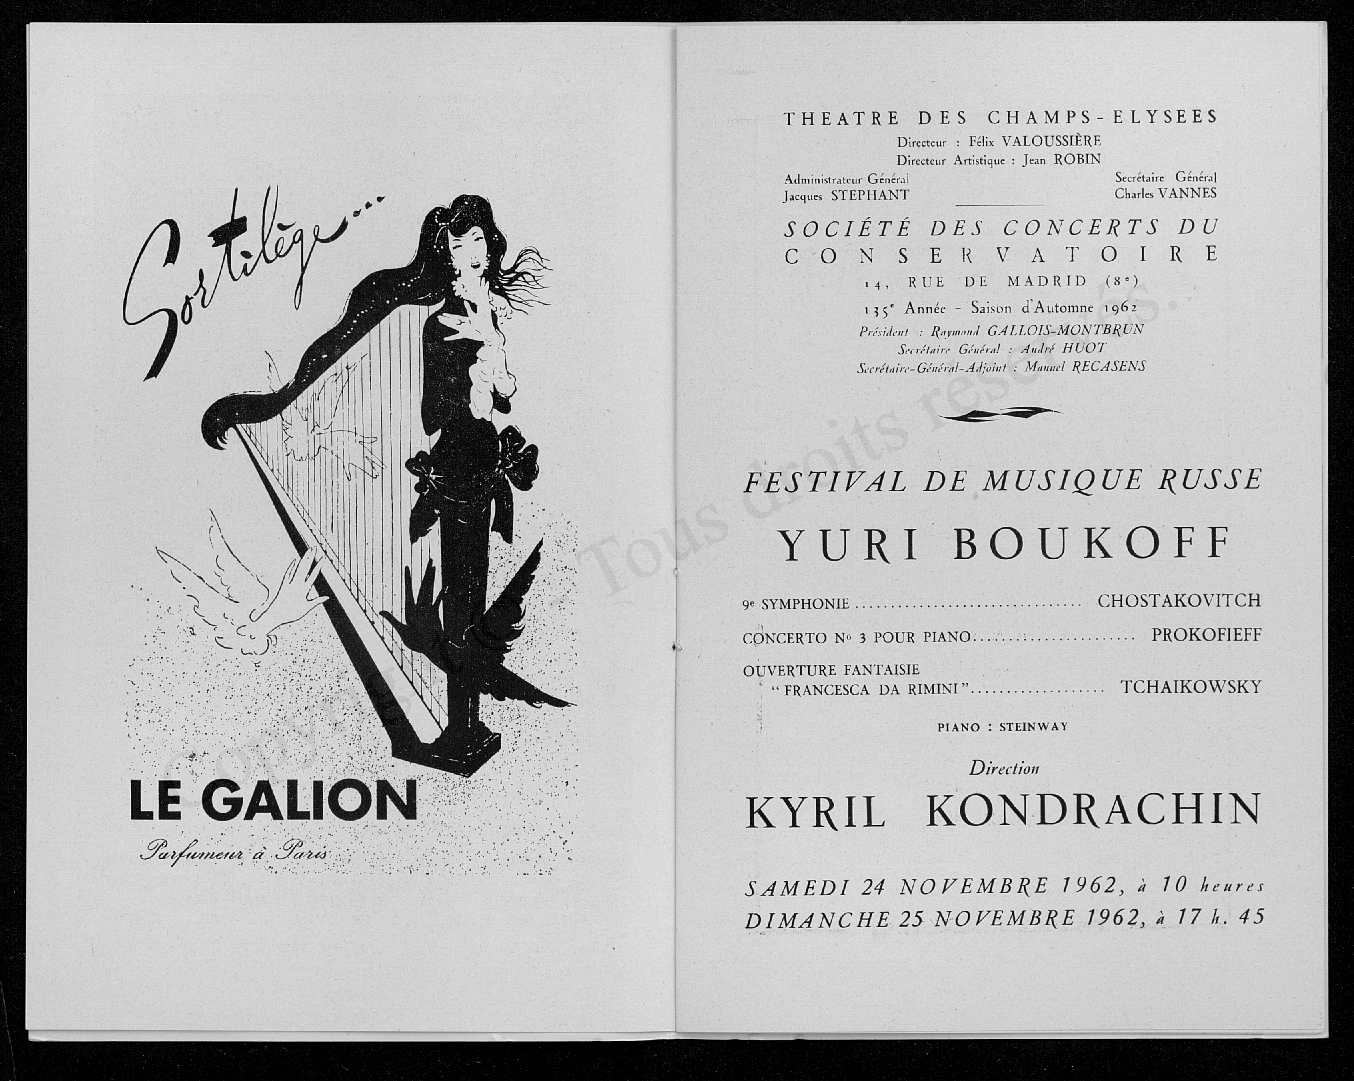 Sortilège...
LE GALION
Parfumeur à Paris
THEATRE DES CHAMPS-ELYSEES
Directeur : Félix VALOUSSIÈRE
Directeur Artistique : Jean ROBIN
Administrateur Général
Jacques STEPHANT
Secrétaire Général
Charles VANNES
SOCIÉTÉ DES CONCERTS DU
CONSERVATOIRE
14, RUE DE MADRID (8e)
135e Année - Saison d'Automne 1962
Président : Raymond GALLOIS-MONTBRUN
Secrétaire Général : André HUOT
Secrétaire-Général-Adjoint : Manuel RECASENS
FESTIVAL DE MUSIQUE RUSSE
YURI BOUKOFF
9e SYMPHONIE ................................ CHOSTAKOVITCH
CONCERTO No 3 POUR PIANO....................... PROKOFIEFF
OUVERTURE FANTAISIE
“ FRANCESCA DA RIMINI ”................... TCHAIKOWSKY
PIANO : STEINWAY
Direction
KYRIL KONDRACHIN
SAMEDI 24 NOVEMBRE 1962, à 10 heures
DIMANCHE 25 NOVEMBRE 1962, à 17 h. 45
Copyright © - Tous droits réservés.